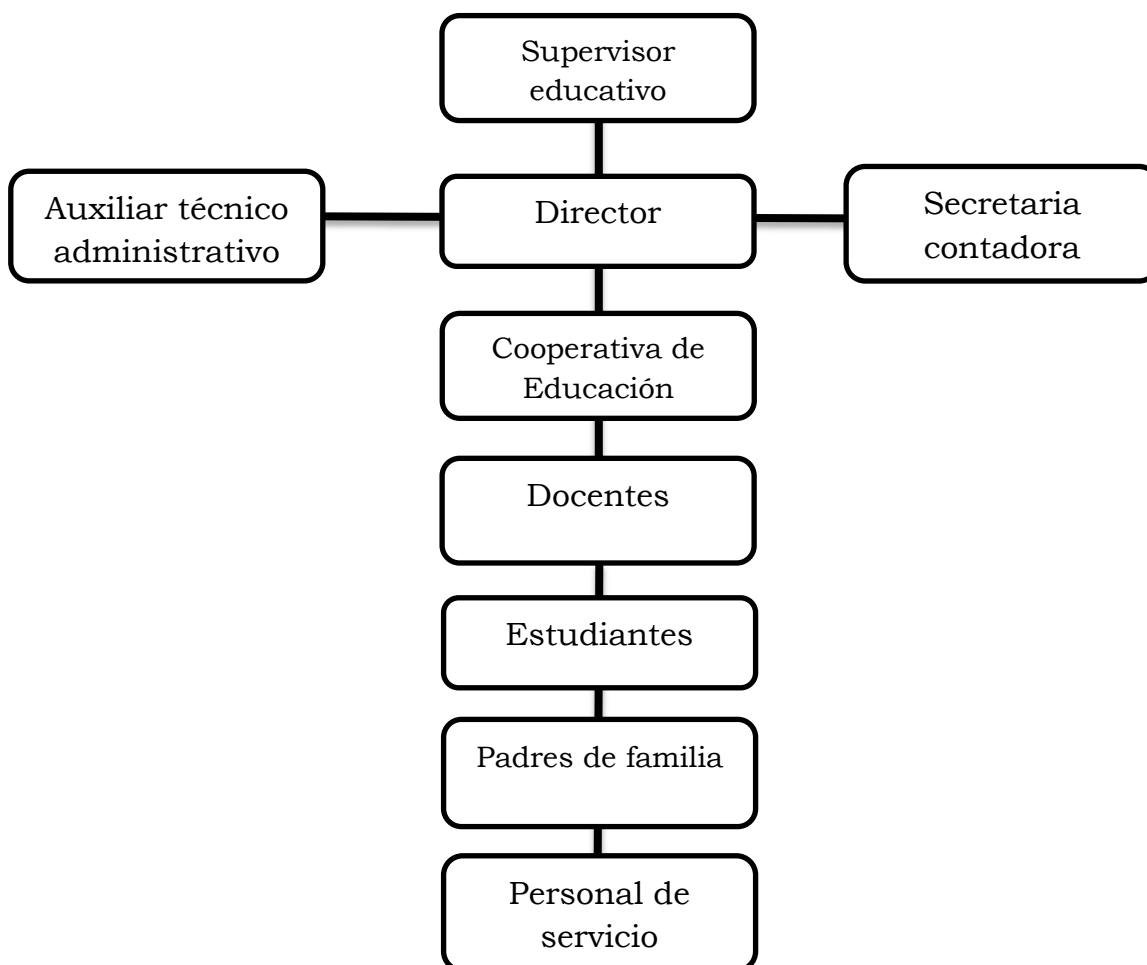 Supervisor
educativo
Auxiliar técnico
administrativo
Director
Secretaria
contadora
Cooperativa de
Educación
Docentes
Estudiantes
Padres de familia
Personal de
servicio